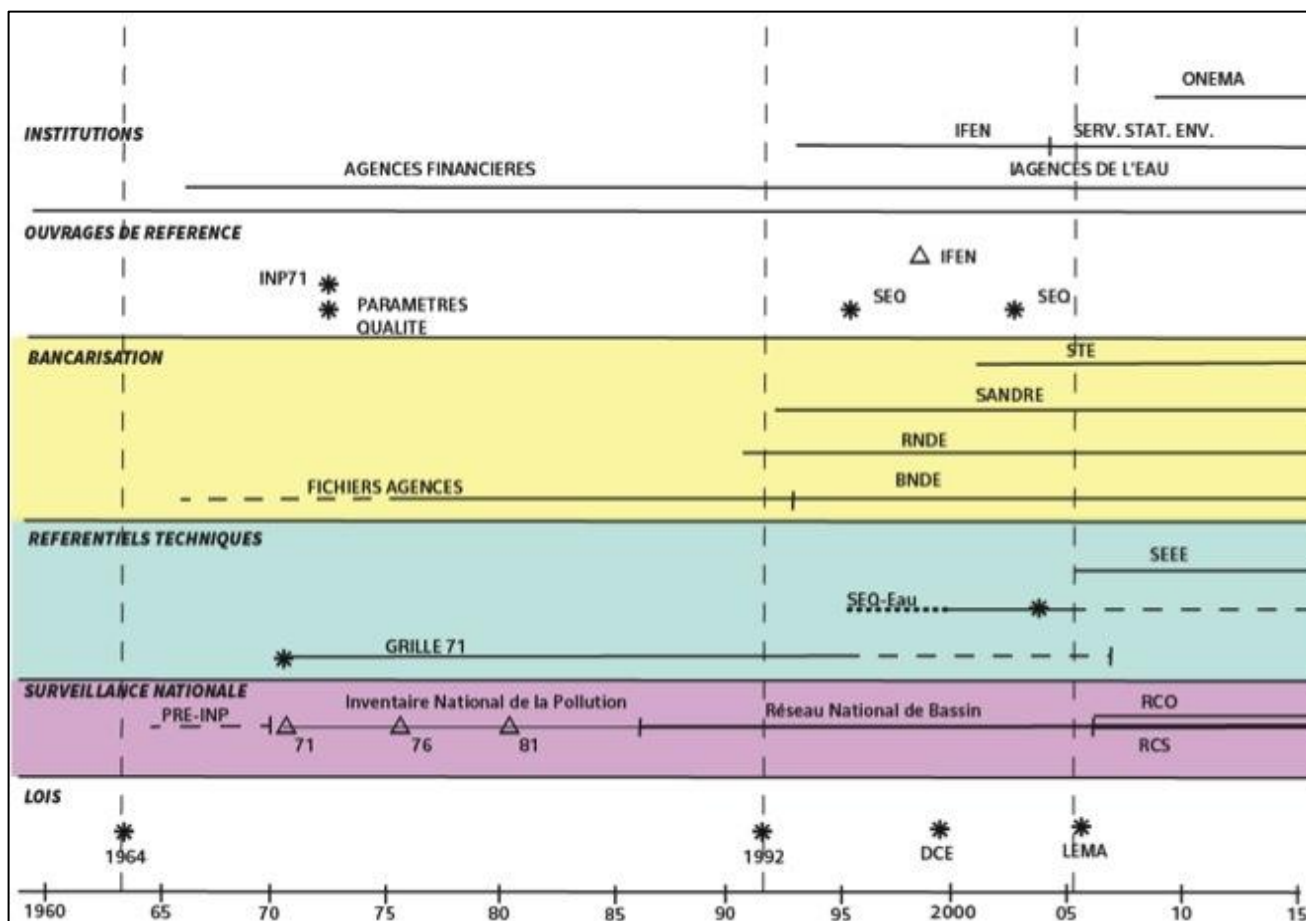 ONEMA
INSTITUTIONS
IFEN
SERV. STAT. ENV.
AGENCES FINANCIERES
IAGENCES DE L'EAU
OUVRAGES DE REFERENCE
IFEN
INP71
SEQ
SEQ
PARAMETRES
QUALITE
BANCARISATION
STE
SANDRE
RNDE
FICHIERS AGENCES
BNDE
REFERENTIELS TECHNIQUES
SEEE
SEQ-Eau
GRILLE 71
SURVEILLANCE NATIONALE
PRE-INP
Inventaire National de la Pollution
Réseau National de Bassin
RCO
71
76
81
RCS
LOIS
1964
1992
DCE
LEMA
1960 65 70 75 80 85 90 95 2000 05 10 15